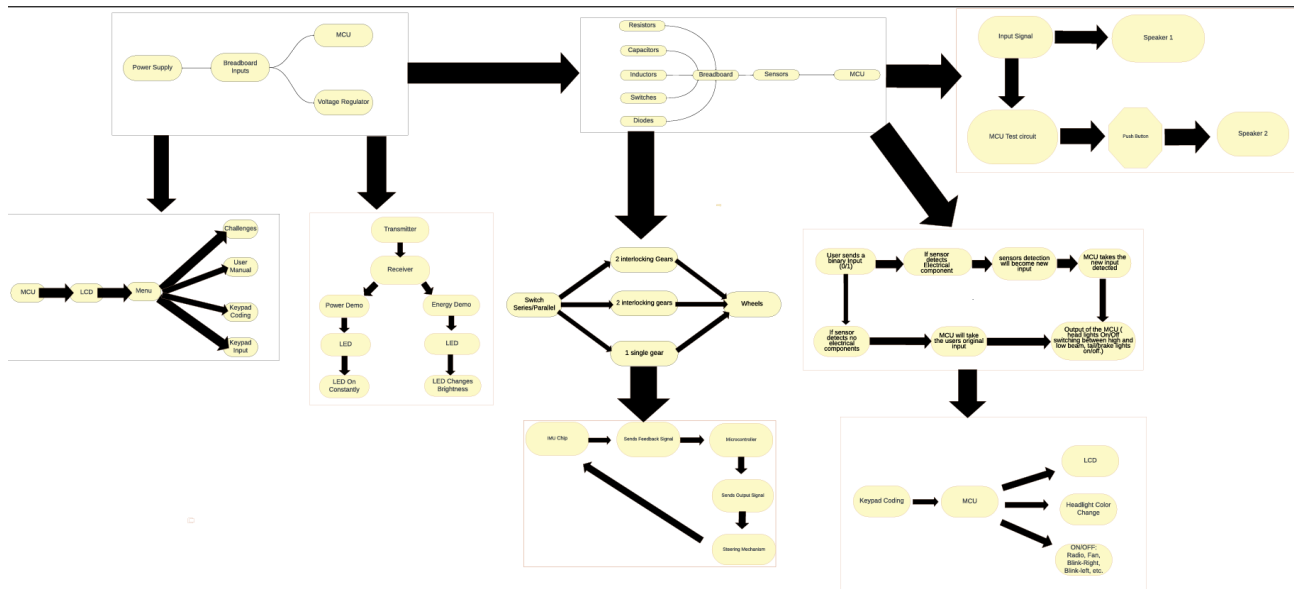 Power Supply
Breadboard
Inputs
MCU
Voltage Regulator
Resistors
Capacitors
Inductors
Switches
Diodes
Breadboard
Sensors
MCU
Input Signal
Speaker 1
MCU Test circuit
Push Button
Speaker 2
MCU
LCD
Menu
Challenges
User
Manual
Keypad
Coding
Keypad
Input
Transmitter
Receiver
Power Demo
Energy Demo
LED
LED
LED On
Constantly
LED Changes
Brightness
Switch
Series/Parallel
2 interlocking Gears
2 interlocking gears
1 single gear
Wheels
User sends a
binary Input
(0/1)
If sensor
detects
Electrical
component
sensors detection
will become new
input
MCU takes the
new input
detected
If sensor
detects no
electrical
components
MCU will take
the users original
input
Output of the MCU (
head lights On/Off
switching between high and
low beam, tail/brake lights
on/off.)
IMU Chip
Sends Feedback Signal
Microcontroller
Sends Output Signal
Steering Mechanism
Keypad Coding
MCU
LCD
Headlight Color
Change
ON/OFF:
Radio, Fan,
Blink-Right,
Blink-left, etc.